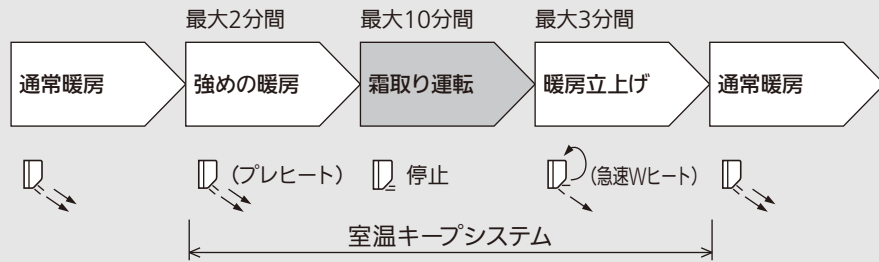 最大2分間 最大10分間 最大3分間
通常暖房 強めの暖房 霜取り運転 暖房立上げ 通常暖房
(プレヒート) 停止 (急速Wヒート)
室温キープシステム